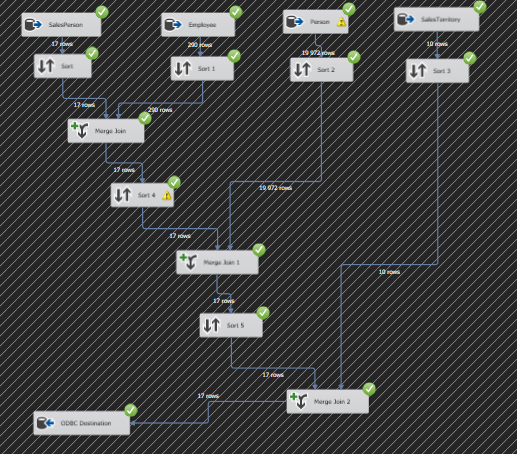 SalesPerson
Employee
Person
SalesTerritory
17 rows
290 rows
19 972 rows
10 rows
Sort
Sort 1
Sort 2
Sort 3
17 rows
290 rows
Merge Join
Sort 4
19 972 rows
17 rows
17 rows
Merge Join 1
10 rows
17 rows
Sort 5
17 rows
17 rows
Merge Join 2
ODBC Destination